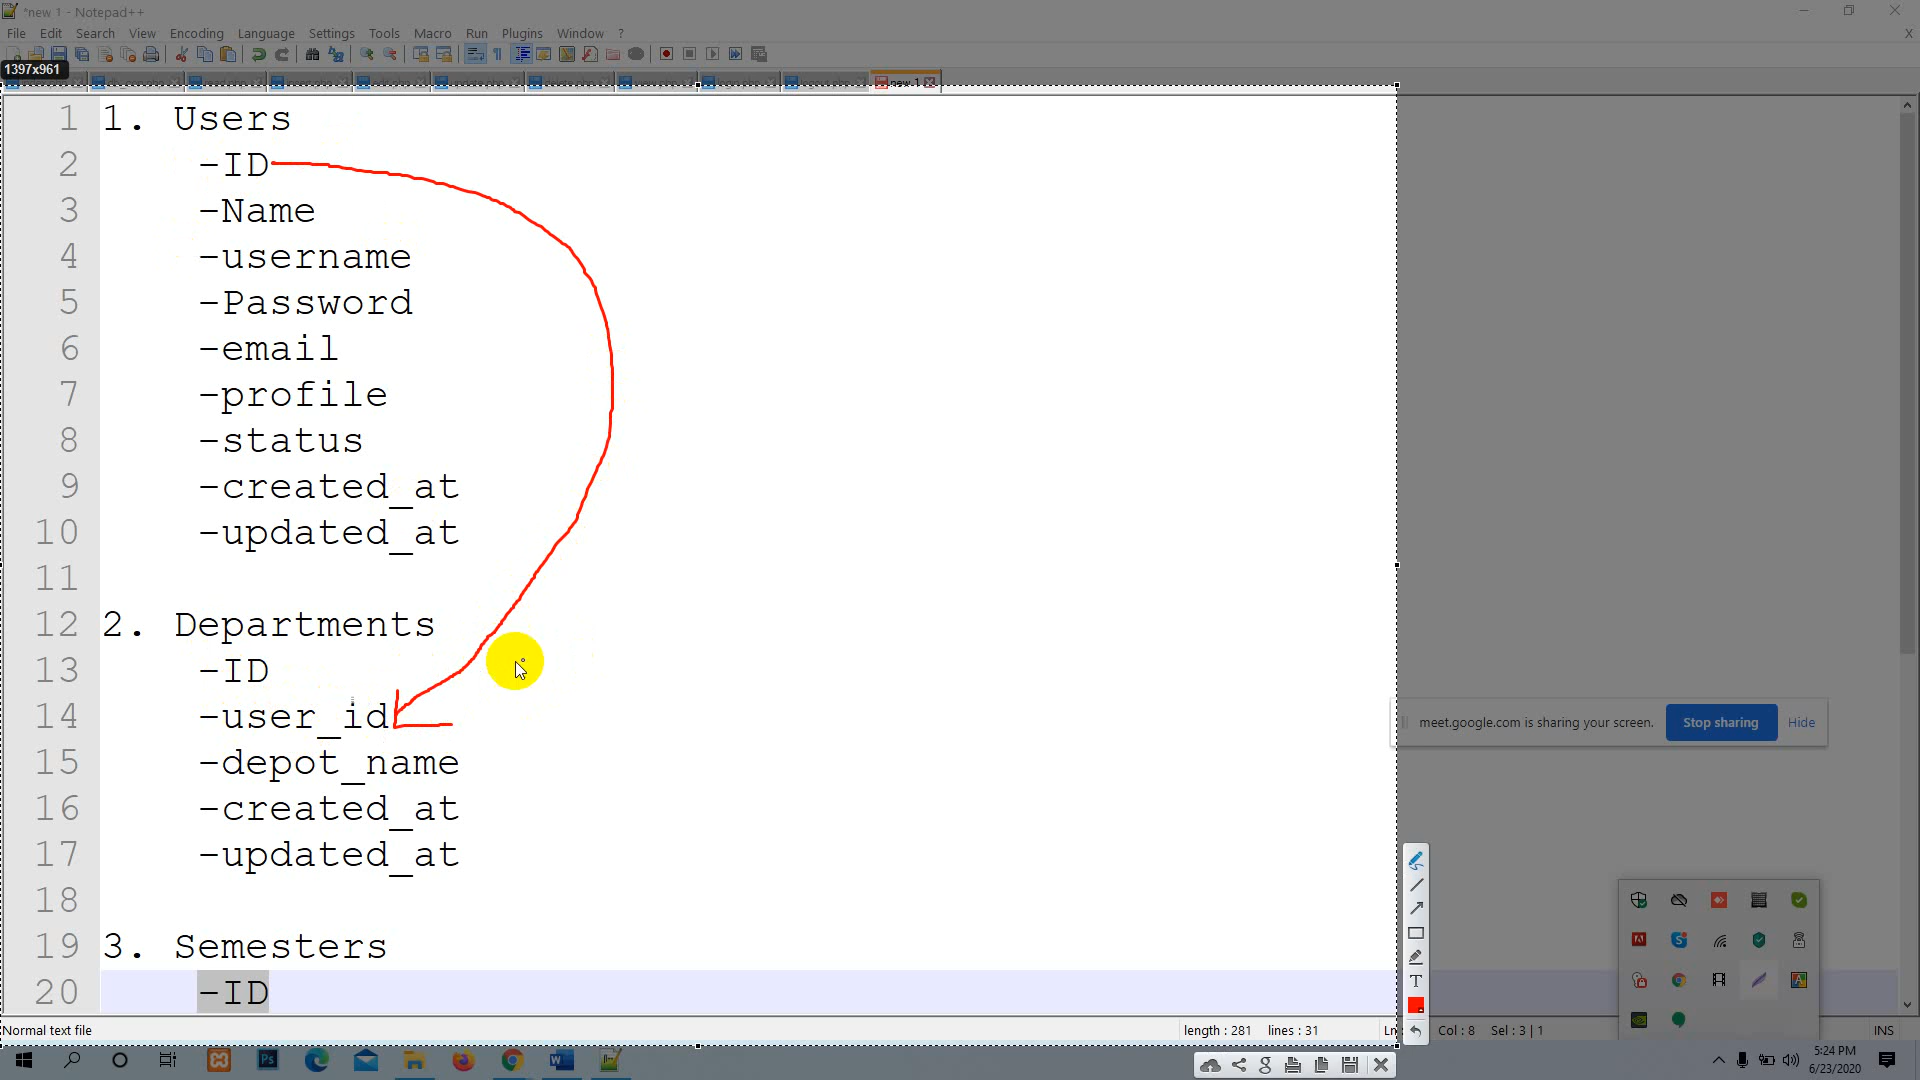 *new 1 - Notepad++
File Edit Search View Encoding Language Settings Tools Macro Run Plugins Window ? X
1397x961
new 1
1 1. Users
2 -ID
3 -Name
4 -username
5 -Password
6 -email
7 -profile
8 -status
9 -created_at
10 -updated_at
11
12 2. Departments
13 -ID
14 -user_id
15 -depot_name
16 -created_at
17 -updated_at
18
19 3. Semesters
20 -ID
meet.google.com is sharing your screen. Stop sharing Hide
Normal text file length : 281 lines : 31 Ln Col : 8 Sel : 3 | 1 INS
5:24 PM
6/23/2020